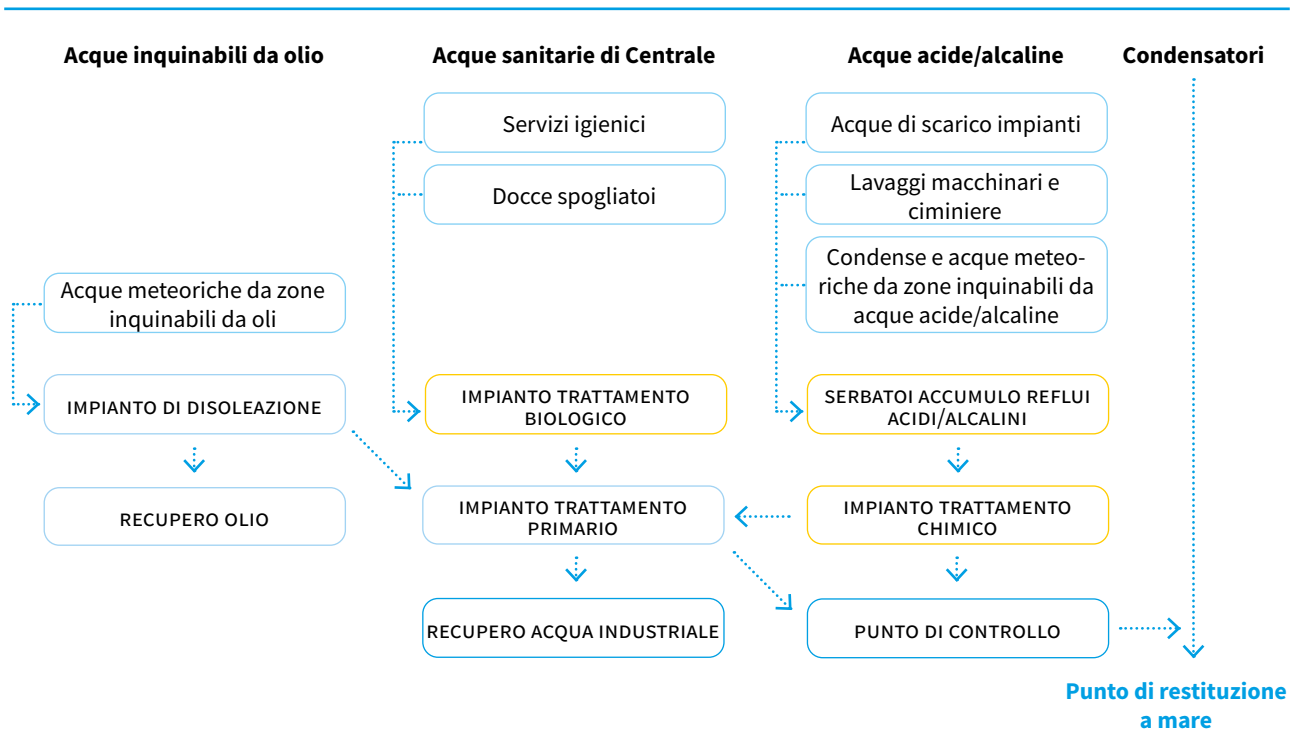 Acque inquinabili da olio
Acque sanitarie di Centrale
Acque acide/alcaline
Condensatori
Servizi igienici
Acque di scarico impianti
Docce spogliatoi
Lavaggi macchinari e
ciminiere
Acque meteoriche da zone
inquinabili da oli
Condense e acque meteo-
riche da zone inquinabili da
acque acide/alcaline
IMPIANTO DI DISOLEAZIONE
IMPIANTO TRATTAMENTO
BIOLOGICO
SERBATOI ACCUMULO REFLUI
ACIDI/ALCALINI
RECUPERO OLIO
IMPIANTO TRATTAMENTO
PRIMARIO
IMPIANTO TRATTAMENTO
CHIMICO
RECUPERO ACQUA INDUSTRIALE
PUNTO DI CONTROLLO
Punto di restituzione
a mare